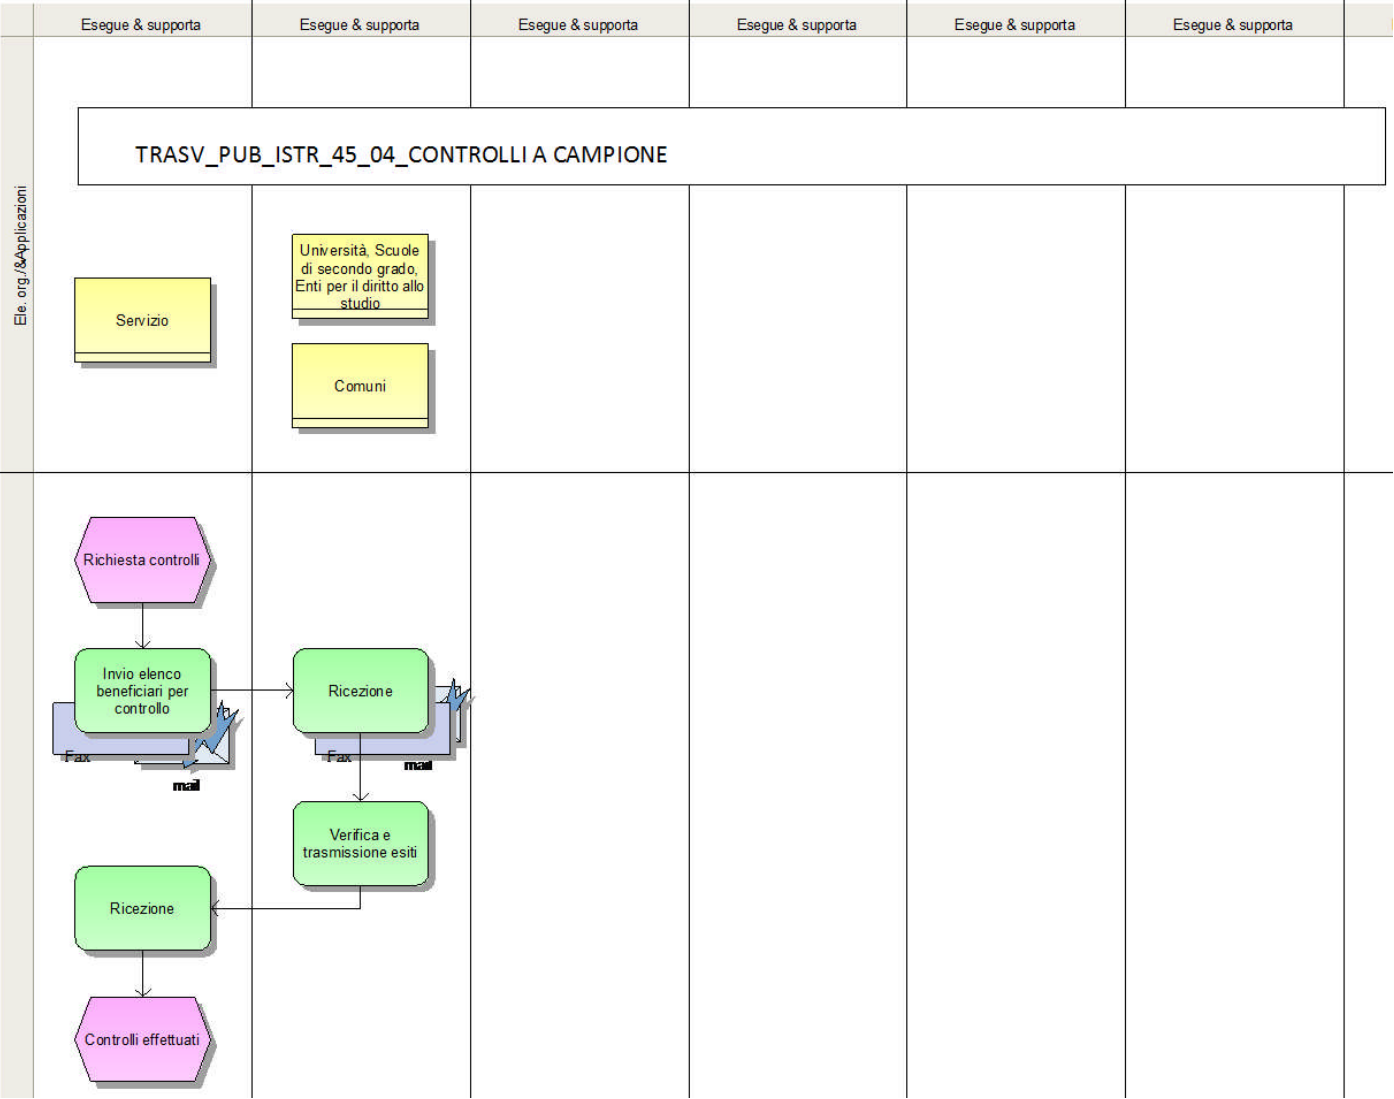 Esegue & supporta
Esegue & supporta
Esegue & supporta
Esegue & supporta
Esegue & supporta
Esegue & supporta
Ele. org./&Applicazioni
TRASV_PUB_ISTR_45_04_CONTROLLI A CAMPIONE
Servizio
Università, Scuole
di secondo grado,
Enti per il diritto allo
studio
Comuni
Richiesta controlli
Invio elenco
beneficiari per
controllo
Fax
mail
Ricezione
Fax
mail
Verifica e
trasmissione esiti
Ricezione
Controlli effettuati